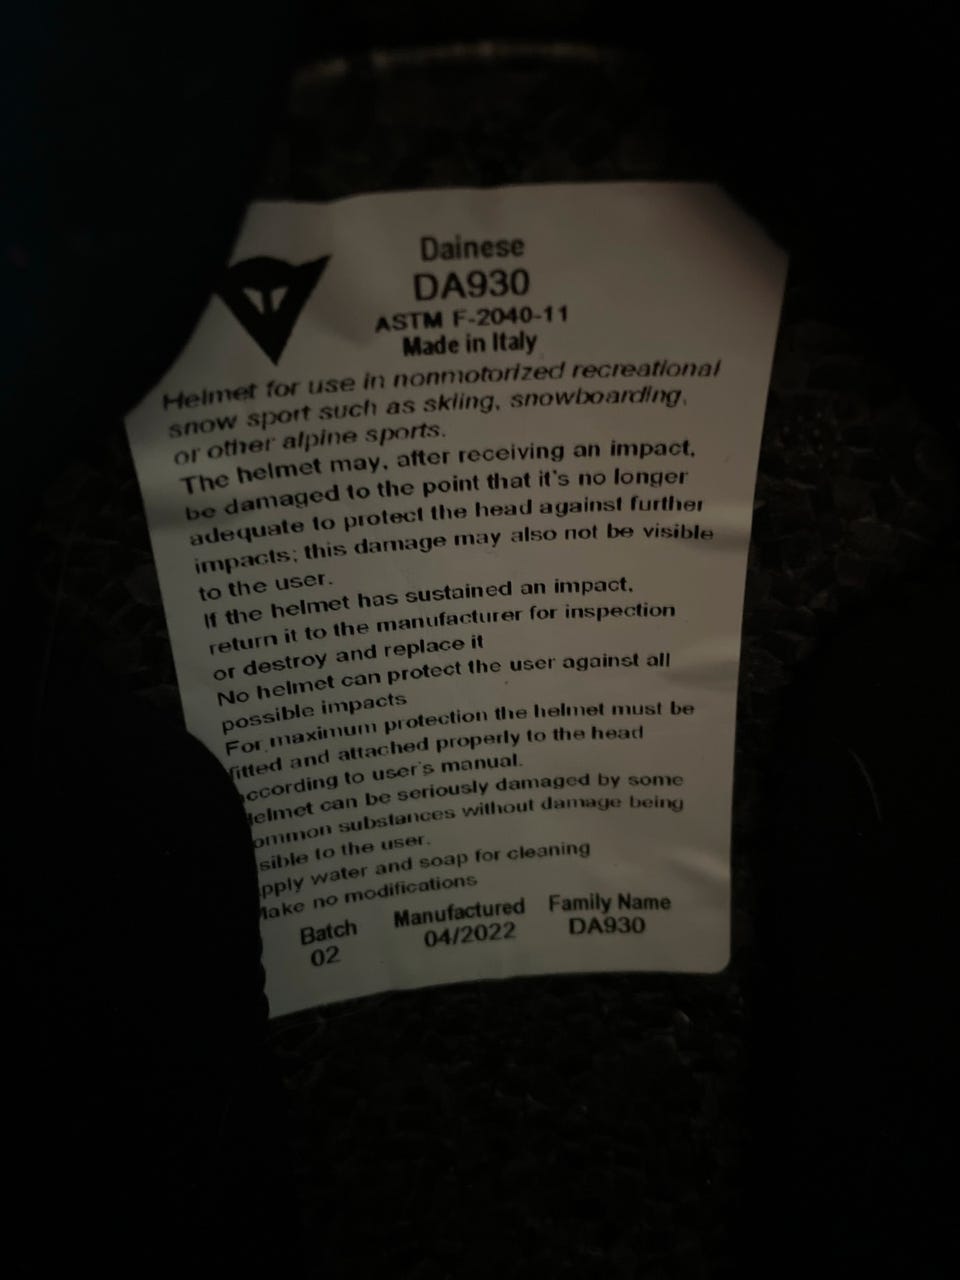 Dainese
DA930
ASTM F-2040-11
Made in Italy
Helmet for use in nonmotorized recreational
snow sport such as skiing, snowboarding,
or other alpine sports.
The helmet may, after receiving an impact,
be damaged to the point that it's no longer
adequate to protect the head against further
impacts; this damage may also not be visible
to the user.
If the helmet has sustained an impact,
return it to the manufacturer for inspection
or destroy and replace it
No helmet can protect the user against all
possible impacts
For maximum protection the helmet must be
fitted and attached properly to the head
ccording to user's manual.
elmet can be seriously damaged by some
ommon substances without damage being
sible to the user.
pply water and soap for cleaning
ake no modifications
Batch Manufactured Family Name
02 04/2022 DA930